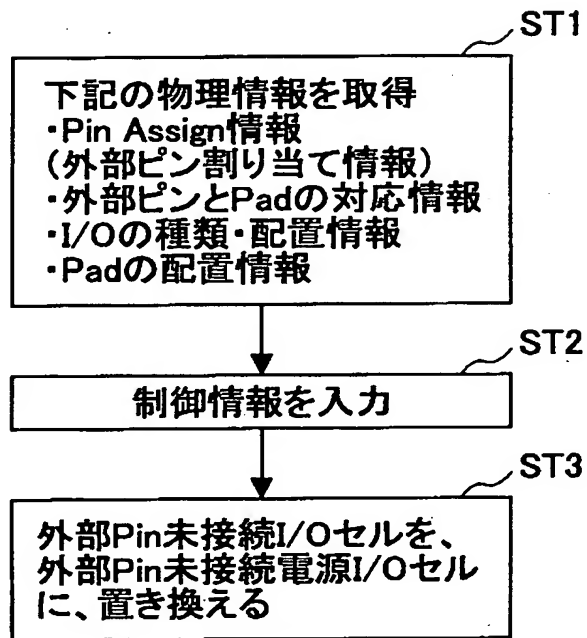 ST1
下記の物理情報を取得
・Pin Assign情報
(外部ピン割り当て情報)
・外部ピンとPadの対応情報
・I/Oの種類・配置情報
・Padの配置情報
ST2
制御情報を入力
ST3
外部Pin未接続I/Oセルを、
外部Pin未接続電源I/Oセル
に、置き換える